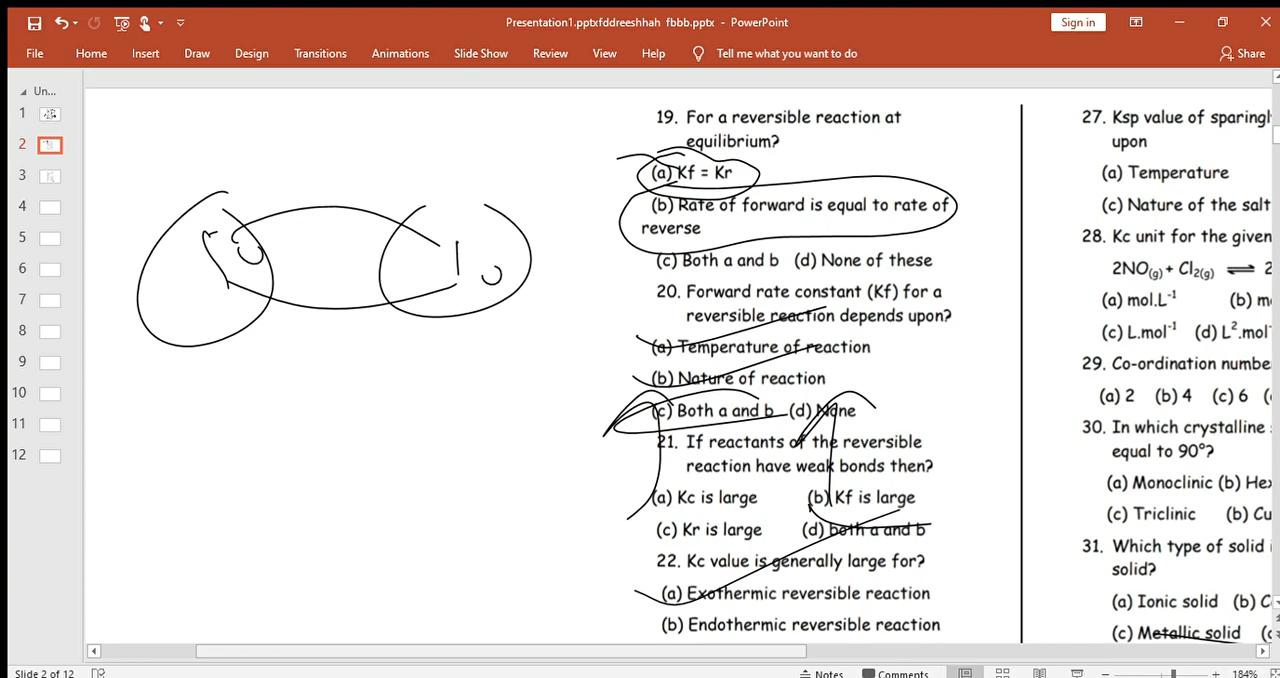 Presentation1.pptxfddreeshhah fbbb.pptx - PowerPoint
Sign in
File Home Insert Draw Design Transitions Animations Slide Show Review View Help Tell me what you want to do Share
Un...
1
2
3
4
5
6
7
8
9
10
11
12
19. For a reversible reaction at
equilibrium?
(a) Kf = Kr
(b) Rate of forward is equal to rate of
reverse
(c) Both a and b (d) None of these
20. Forward rate constant (Kf) for a
reversible reaction depends upon?
(a) Temperature of reaction
(b) Nature of reaction
(c) Both a and b (d) None
21. If reactants of the reversible
reaction have weak bonds then?
(a) Kc is large (b) Kf is large
(c) Kr is large (d) both a and b
22. Kc value is generally large for?
(a) Exothermic reversible reaction
(b) Endothermic reversible reaction
27. Ksp value of sparingl
upon
(a) Temperature
(c) Nature of the salt
28. Kc unit for the given
2NO(g) + Cl2(g) ⇌ 2
(a) mol.L⁻¹ (b) m
(c) L.mol⁻¹ (d) L².mol
29. Co-ordination numbe
(a) 2 (b) 4 (c) 6 (
30. In which crystalline
equal to 90°?
(a) Monoclinic (b) Hex
(c) Triclinic (b) Cu
31. Which type of solid i
solid?
(a) Ionic solid (b) C
(c) Metallic solid (
Slide 2 of 12 Notes Comments 184%